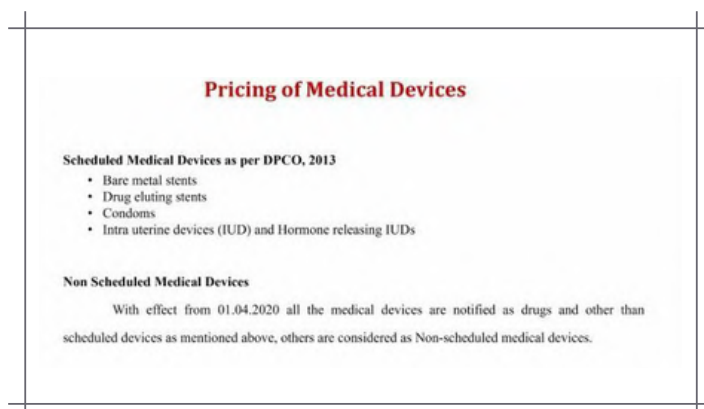 Pricing of Medical Devices
Scheduled Medical Devices as per DPCO, 2013
• Bare metal stents
• Drug eluting stents
• Condoms
• Intra uterine devices (IUD) and Hormone releasing IUDs
Non Scheduled Medical Devices
With effect from 01.04.2020 all the medical devices are notified as drugs and other than
scheduled devices as mentioned above, others are considered as Non-scheduled medical devices.